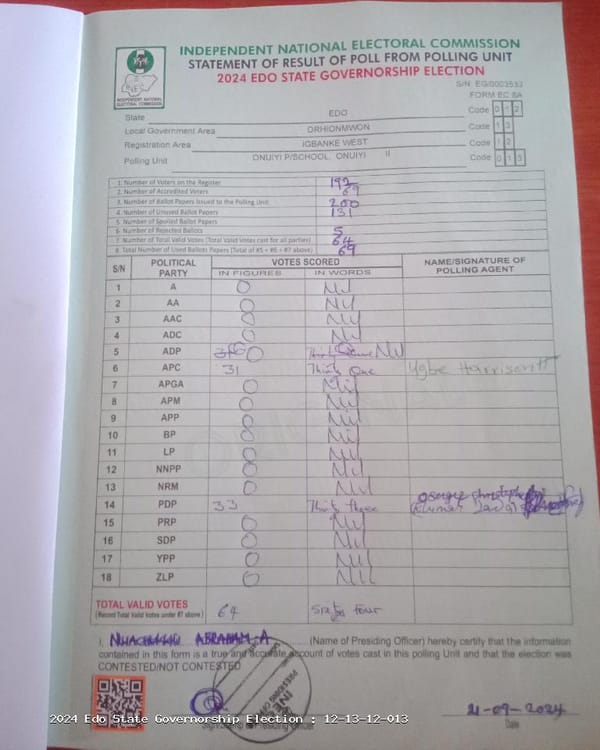 INDEPENDENT NATIONAL ELECTORAL COMMISSION
STATEMENT OF RESULT OF POLL FROM POLLING UNIT
2024 EDO STATE GOVERNORSHIP ELECTION
INDEPENDENT NATIONAL ELECTORAL COMMISSION
S/N: EG/0003533
FORM EC 8A
State EDO Code 0 1 2
Local Government Area ORHIONMWON Code 1 3
Registration Area IGBANKE WEST Code 1 2
Polling Unit ONUIYI P/SCHOOL, ONUIYI II Code 0 1 3
1. Number of Voters on the Register 192
2. Number of Accredited Voters 69
3. Number of Ballot Papers Issued to the Polling Unit 200
4. Number of Unused Ballot Papers 131
5. Number of Spoiled Ballot Papers
6. Number of Rejected Ballots 5
7. Number of Total Valid Votes (Total Valid Votes cast for all parties) 64
8. Total Number of Used Ballots Papers (Total of #5 + #6 + #7 above) 69
S/N POLITICAL PARTY VOTES SCORED NAME/SIGNATURE OF POLLING AGENT
IN FIGURES IN WORDS
1 A 0 Nil
2 AA 0 Nil
3 AAC 0 Nil
4 ADC 0 Nil
5 ADP 0 Nil
6 APC 31 Thirty One Ugbe Harrison
7 APGA 0 Nil
8 APM 0 Nil
9 APP 0 Nil
10 BP 0 Nil
11 LP 0 Nil
12 NNPP 0 Nil
13 NRM 0 Nil
14 PDP 33 Thirty three
15 PRP 0 Nil
16 SDP 0 Nil
17 YPP 0 Nil
18 ZLP 0 Nil
TOTAL VALID VOTES 64 Sixty four
(Record Total Valid Votes under #7 above)
I, ABRAHAM A (Name of Presiding Officer) hereby certify that the information
contained in this form is a true and accurate account of votes cast in this polling Unit and that the election was
CONTESTED/NOT CONTESTED
21-09-2024
Date
2024 Edo State Governorship Election : 12-13-12-013